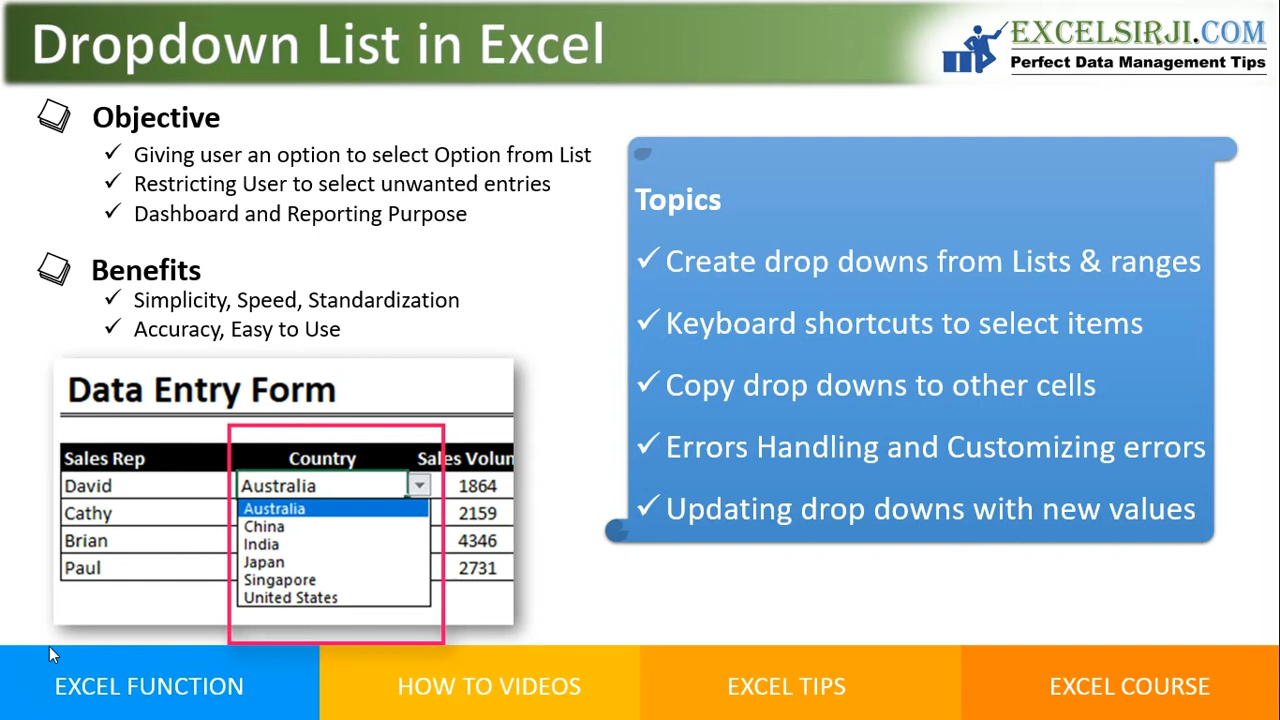 Dropdown List in Excel
EXCELSIRJI.COM
Perfect Data Management Tips
Objective
Giving user an option to select Option from List
Restricting User to select unwanted entries
Dashboard and Reporting Purpose
Benefits
Simplicity, Speed, Standardization
Accuracy, Easy to Use
Data Entry Form
Sales Rep Country Sales Volum
David Australia 1864
Cathy 2159
Brian 4346
Paul 2731
Australia
China
India
Japan
Singapore
United States
Topics
Create drop downs from Lists & ranges
Keyboard shortcuts to select items
Copy drop downs to other cells
Errors Handling and Customizing errors
Updating drop downs with new values
EXCEL FUNCTION
HOW TO VIDEOS
EXCEL TIPS
EXCEL COURSE